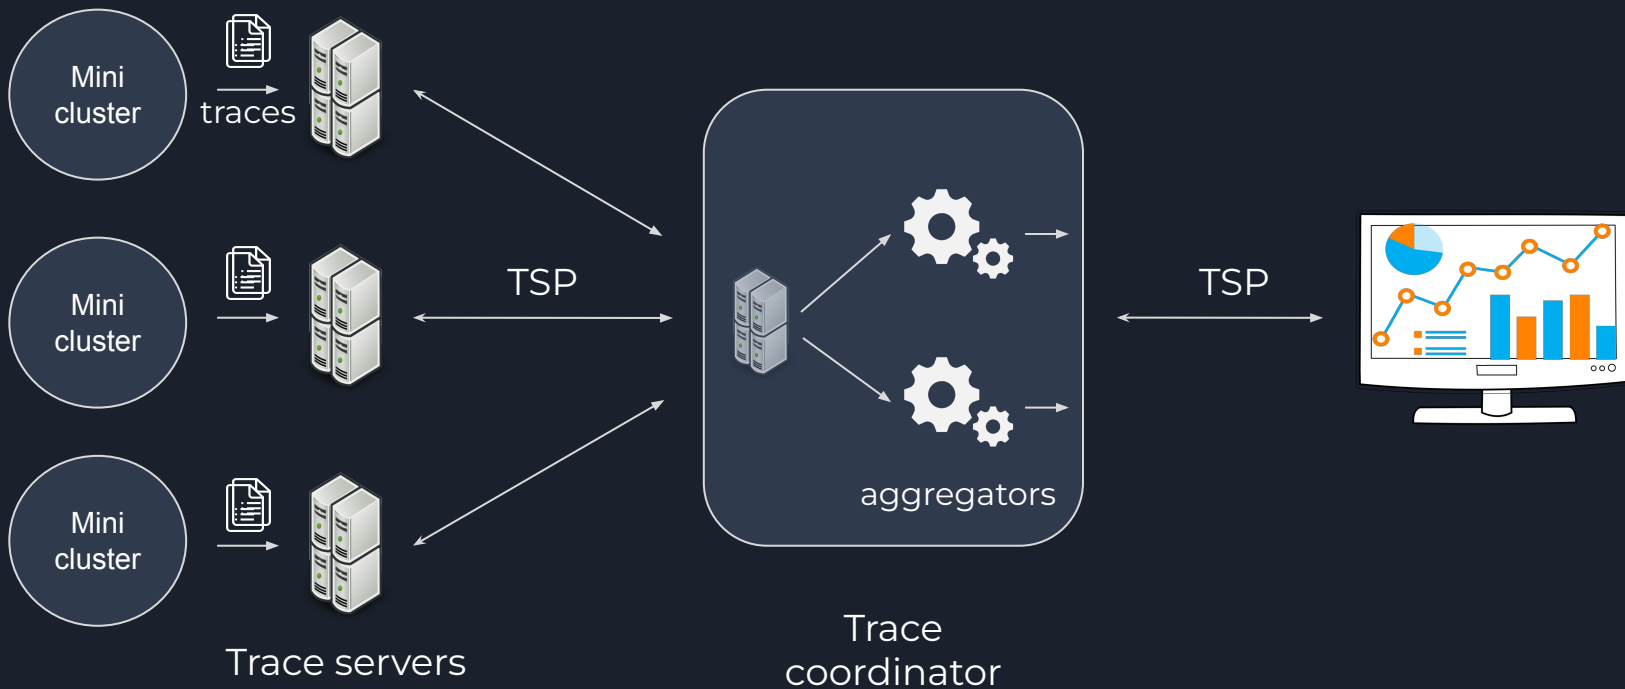 Mini
cluster
traces
Mini
cluster
TSP
TSP
Mini
cluster
aggregators
Trace servers
Trace
coordinator